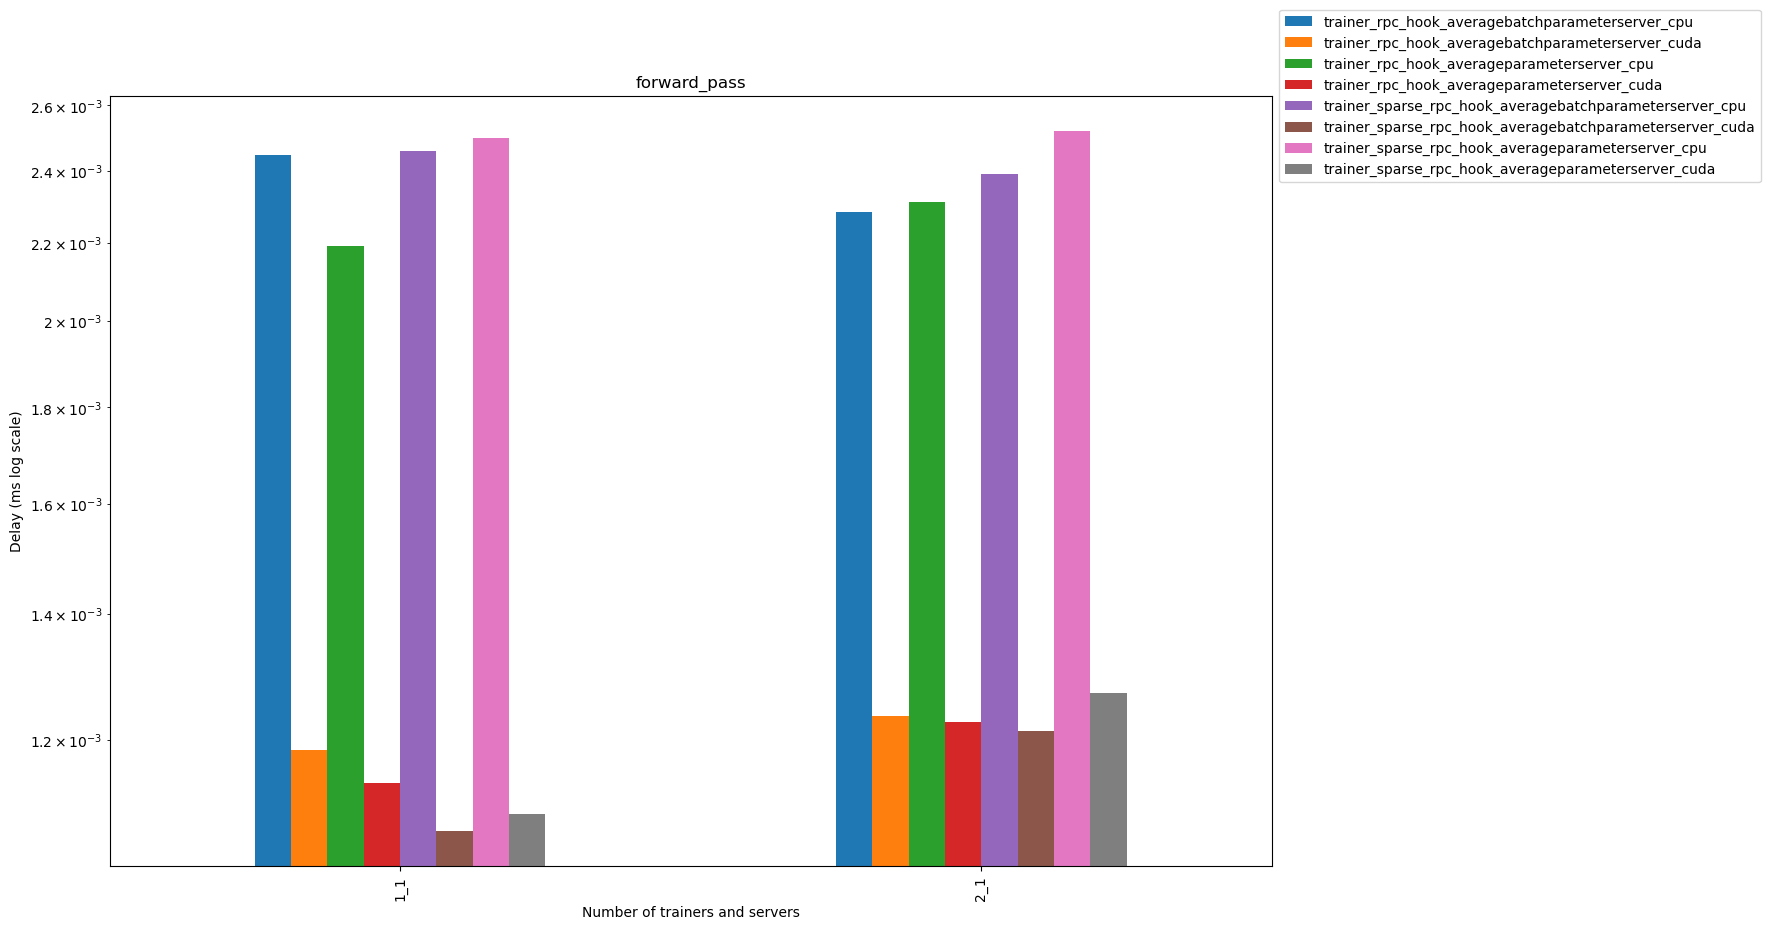 trainer_rpc_hook_averagebatchparameterserver_cpu
trainer_rpc_hook_averagebatchparameterserver_cuda
trainer_rpc_hook_averageparameterserver_cpu
trainer_rpc_hook_averageparameterserver_cuda
trainer_sparse_rpc_hook_averagebatchparameterserver_cpu
trainer_sparse_rpc_hook_averagebatchparameterserver_cuda
trainer_sparse_rpc_hook_averageparameterserver_cpu
trainer_sparse_rpc_hook_averageparameterserver_cuda
forward_pass
2.6 × 10⁻³
2.4 × 10⁻³
2.2 × 10⁻³
2 × 10⁻³
1.8 × 10⁻³
1.6 × 10⁻³
1.4 × 10⁻³
1.2 × 10⁻³
Delay (ms log scale)
1_1
2_1
Number of trainers and servers